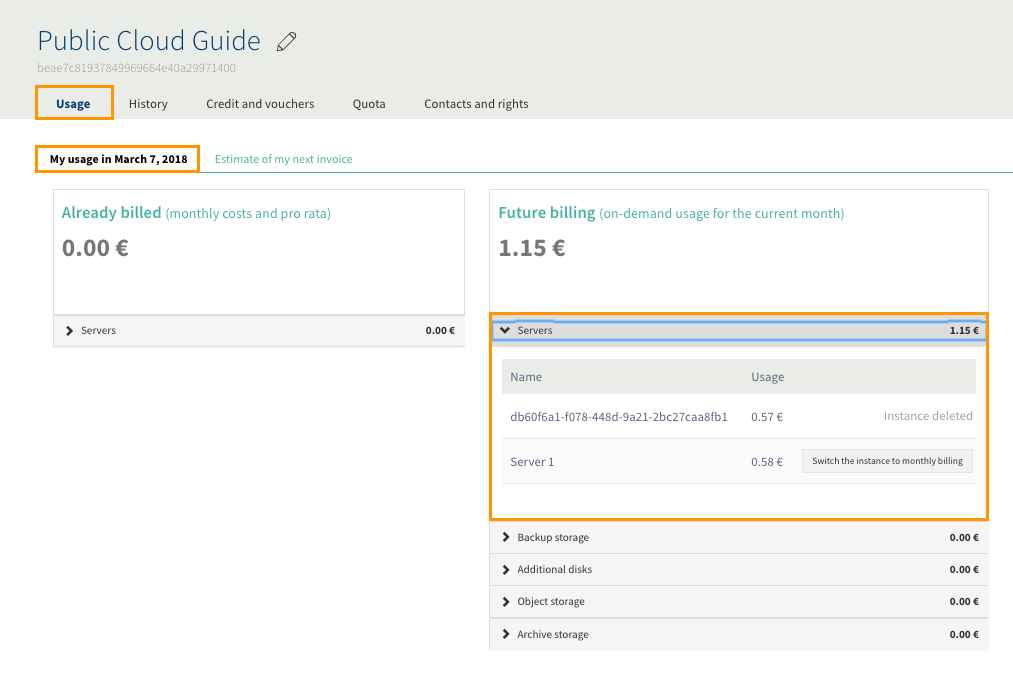 Public Cloud Guide
beae7c81937849969664e40a29971400
Usage History Credit and vouchers Quota Contacts and rights
My usage in March 7, 2018 Estimate of my next invoice
Already billed (monthly costs and pro rata)
0.00 €
Servers 0.00 €
Future billing (on-demand usage for the current month)
1.15 €
Servers 1.15 €
Name Usage
db60f6a1-f078-448d-9a21-2bc27caa8fb1 0.57 € Instance deleted
Server 1 0.58 € Switch the instance to monthly billing
Backup storage 0.00 €
Additional disks 0.00 €
Object storage 0.00 €
Archive storage 0.00 €